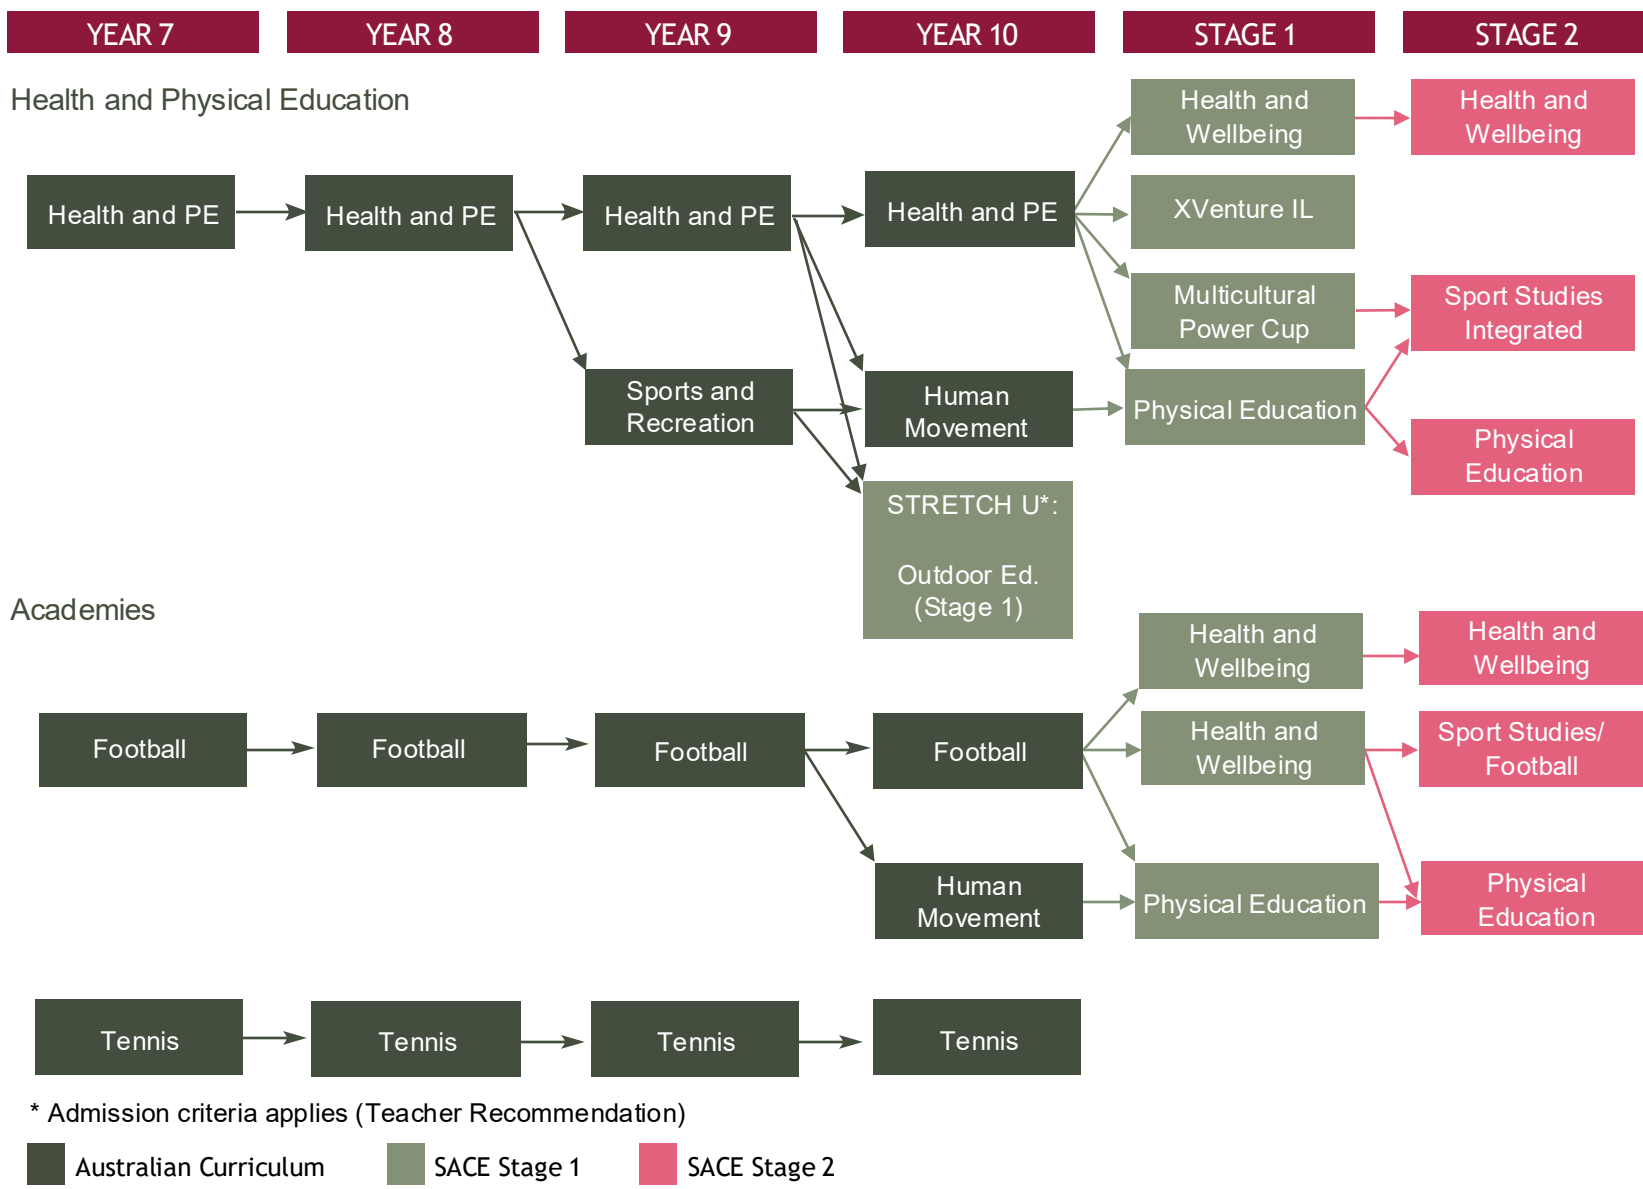 YEAR 7
YEAR 8
YEAR 9
YEAR 10
STAGE 1
STAGE 2
Health and Physical Education
Health and
Wellbeing
Health and
Wellbeing
Health and PE
Health and PE
Health and PE
Health and PE
XVenture IL
Multicultural
Power Cup
Sport Studies
Integrated
Sports and
Recreation
Human
Movement
Physical Education
Physical
Education
STRETCH U*:
Outdoor Ed.
(Stage 1)
Academies
Health and
Wellbeing
Health and
Wellbeing
Football
Football
Football
Football
Health and
Wellbeing
Sport Studies/
Football
Human
Movement
Physical Education
Physical
Education
Tennis
Tennis
Tennis
Tennis
* Admission criteria applies (Teacher Recommendation)
Australian Curriculum
SACE Stage 1
SACE Stage 2